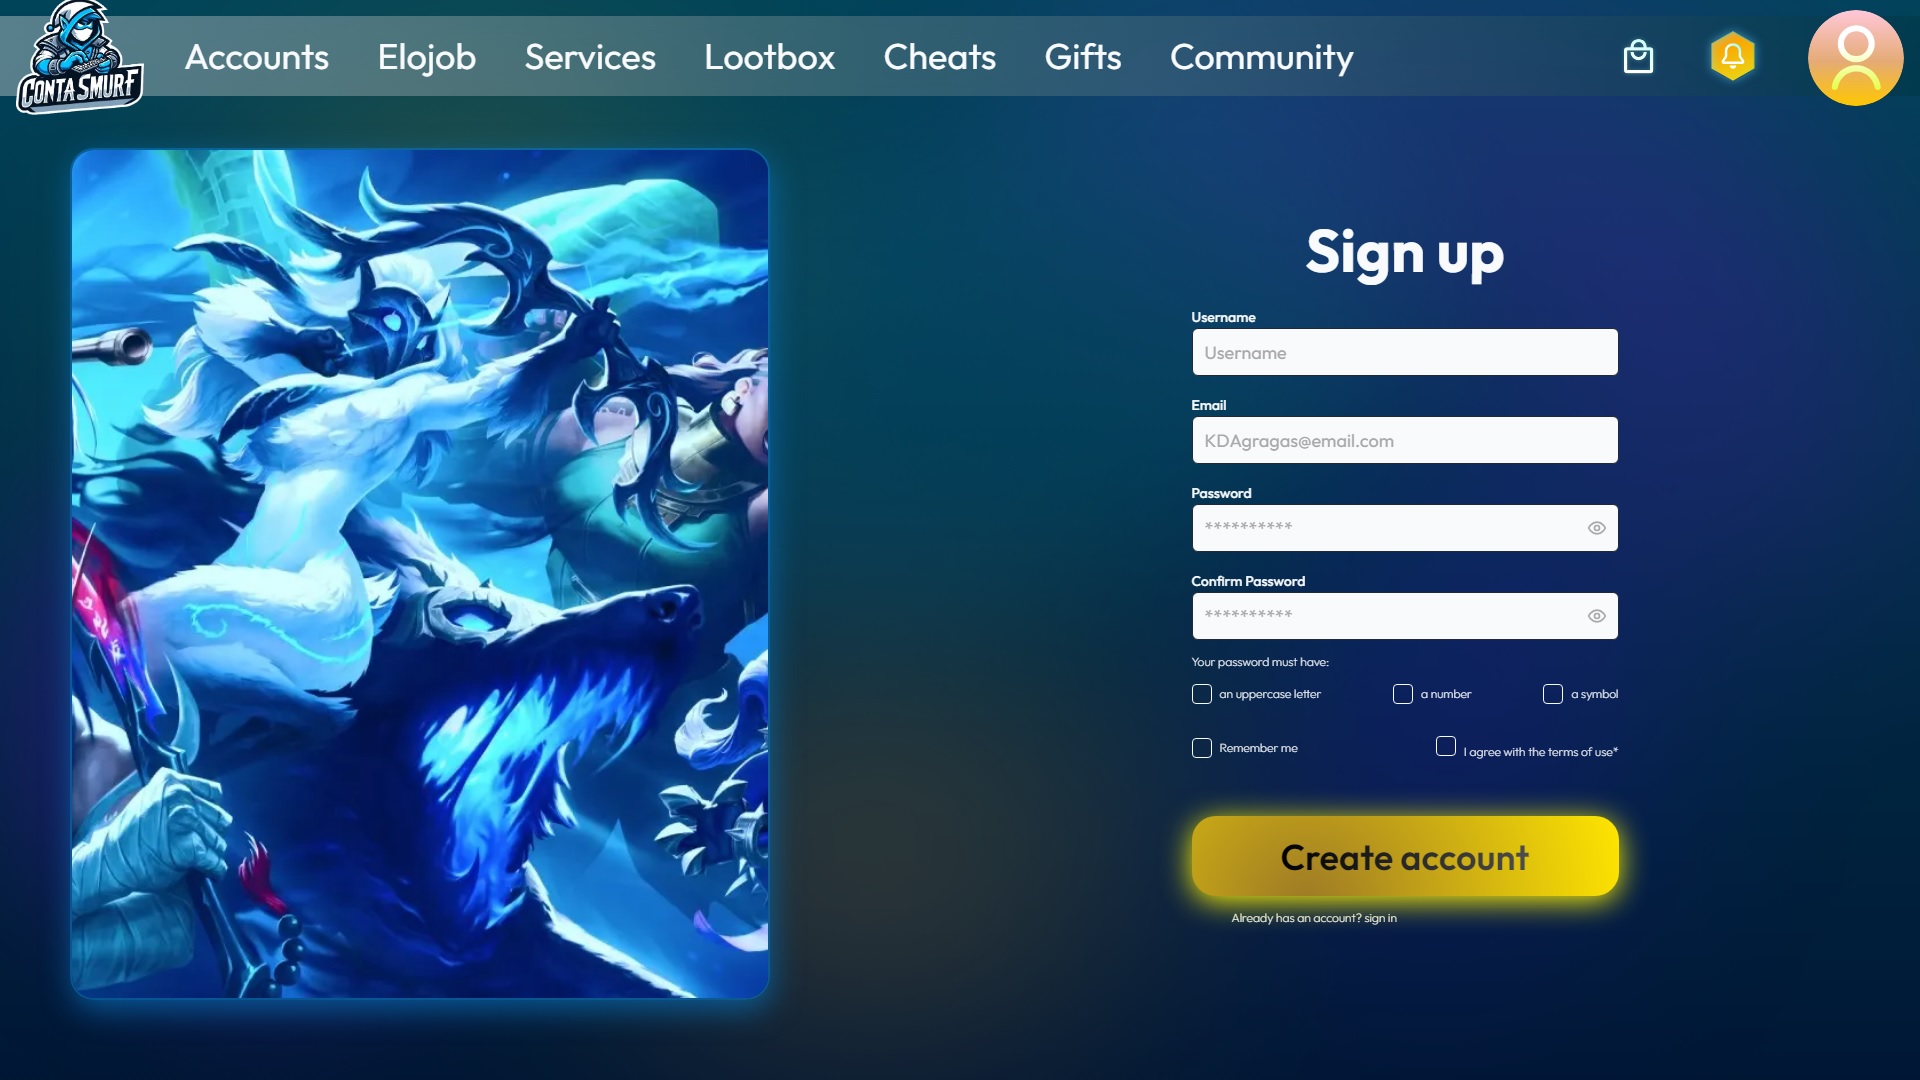 CONTA SMURF
Accounts Elojob Services Lootbox Cheats Gifts Community
Sign up
Username
Username
Email
KDAgragas@email.com
Password
**********
Confirm Password
**********
Your password must have:
an uppercase letter a number a symbol
Remember me I agree with the terms of use*
Create account
Already has an account? sign in